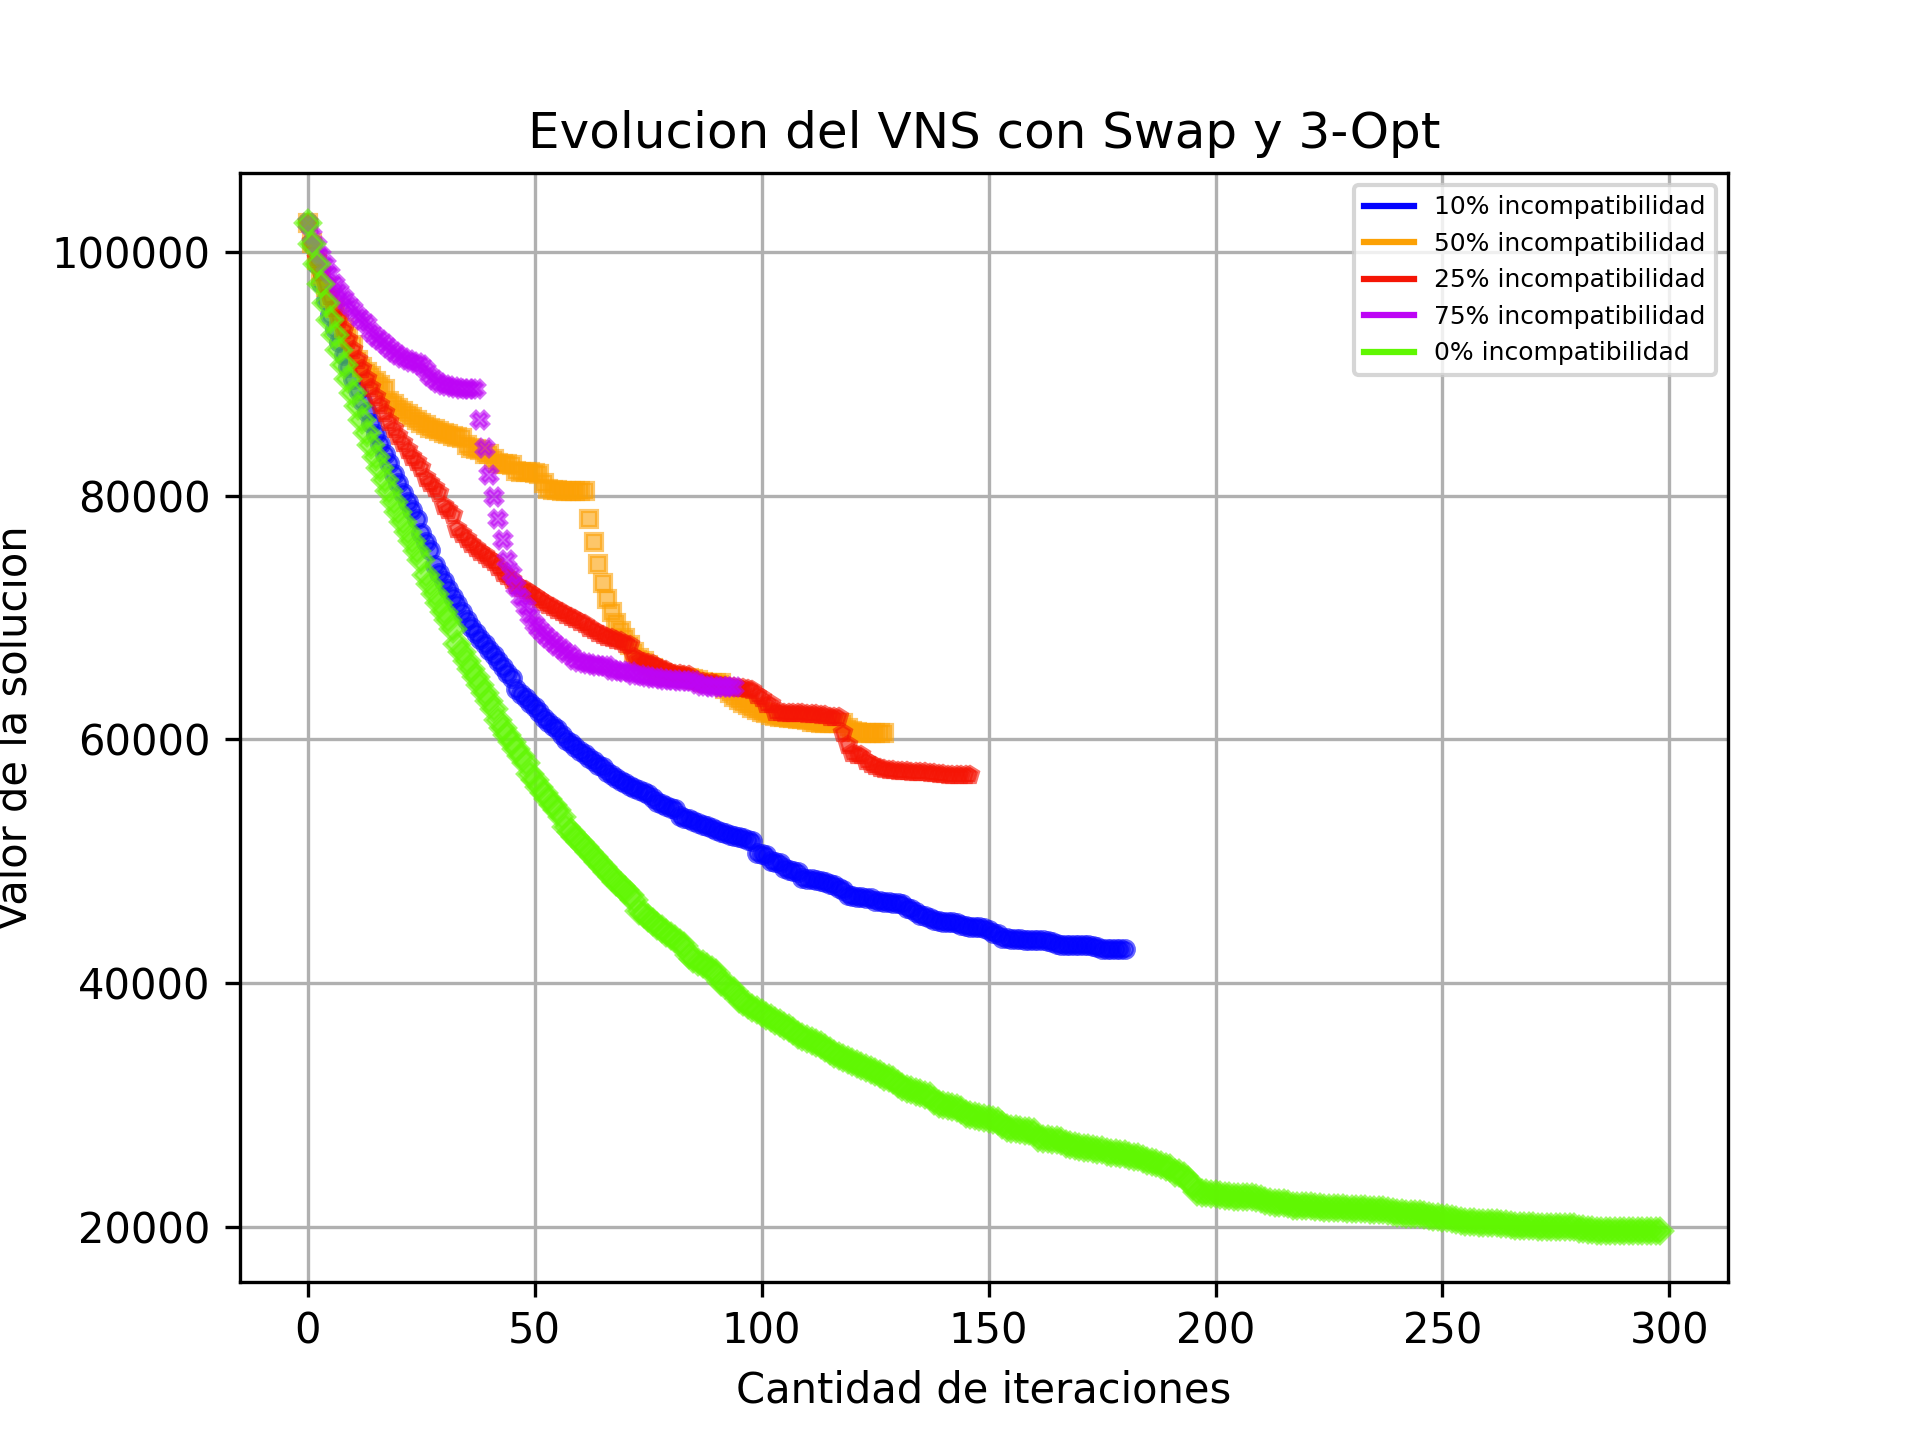 Evolucion del VNS con Swap y 3-Opt
10% incompatibilidad
50% incompatibilidad
25% incompatibilidad
75% incompatibilidad
0% incompatibilidad
Valor de la solucion
100000
80000
60000
40000
20000
0 50 100 150 200 250 300
Cantidad de iteraciones